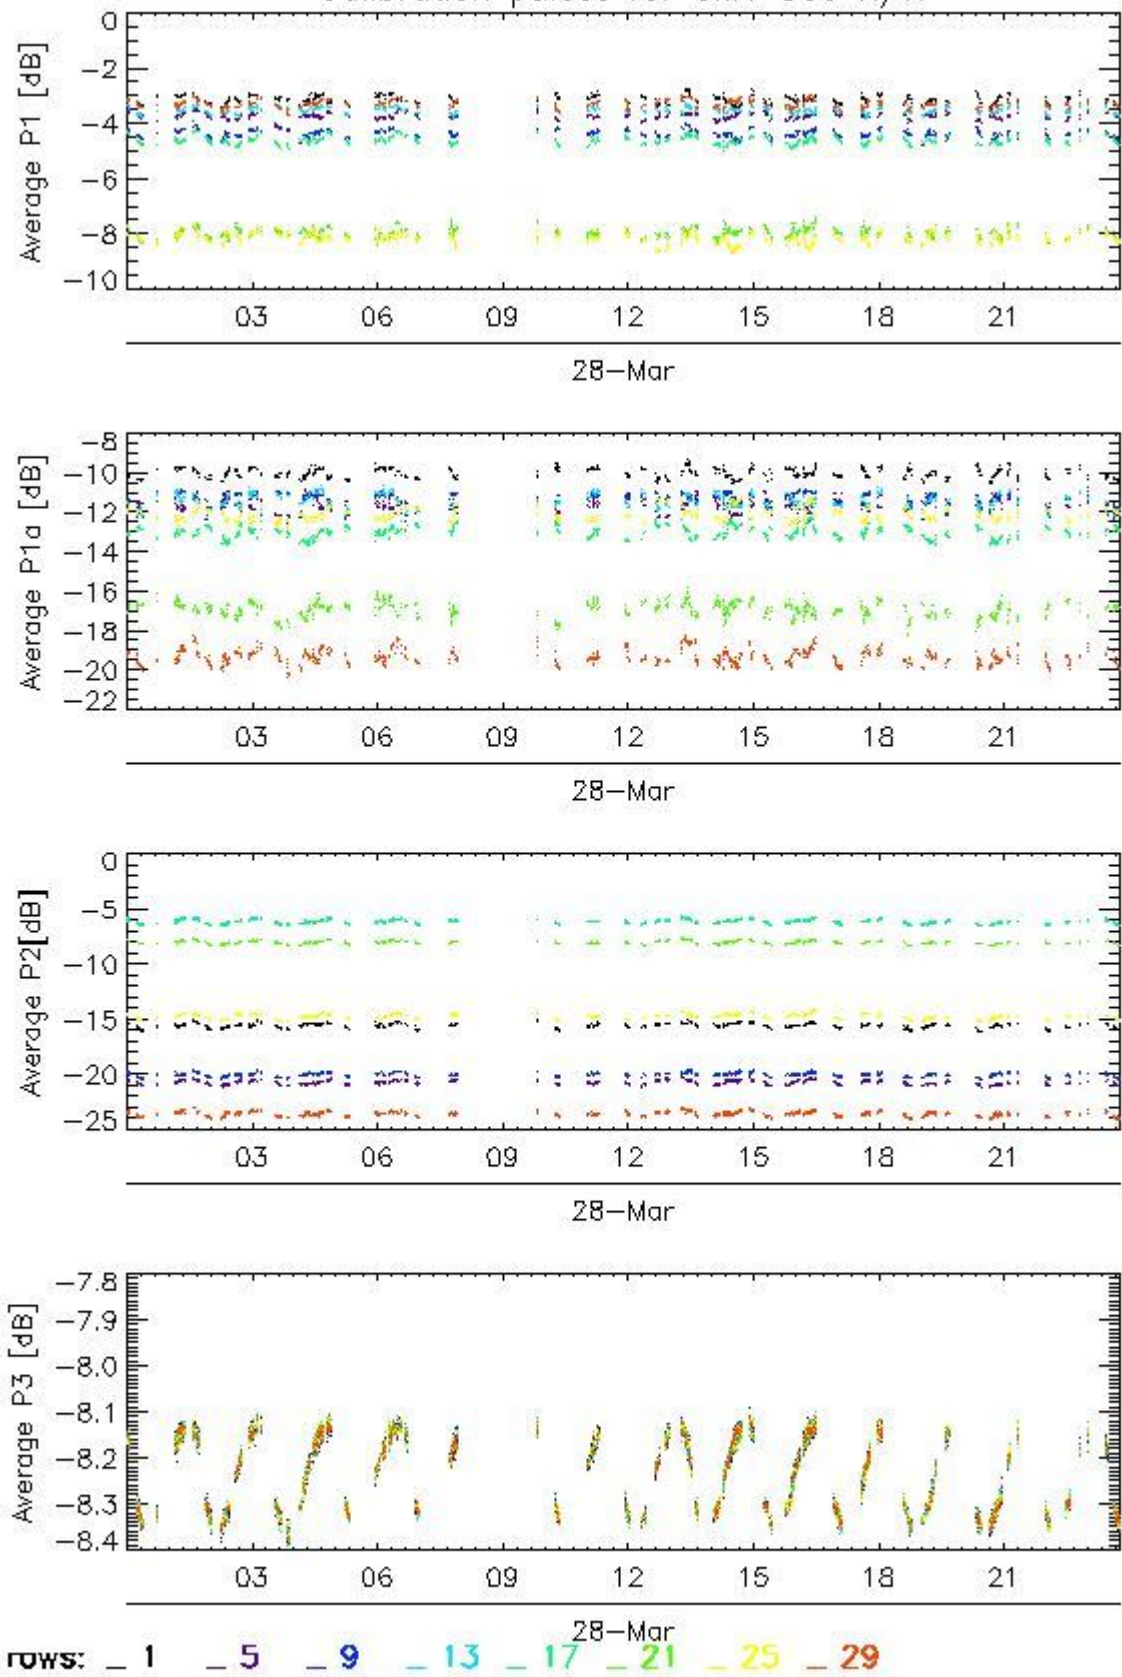 0
-2
-4
-6
-8
-10
Average P1 [dB]
03 06 09 12 15 18 21
28-Mar
-8
-10
-12
-14
-16
-18
-20
-22
Average P1a [dB]
03 06 09 12 15 18 21
28-Mar
0
-5
-10
-15
-20
-25
Average P2[dB]
03 06 09 12 15 18 21
28-Mar
-7.8
-7.9
-8.0
-8.1
-8.2
-8.3
-8.4
Average P3 [dB]
03 06 09 12 15 18 21
28-Mar
rows: _ 1 _ 5 _ 9 _ 13 _ 17 _ 21 _ 25 _ 29